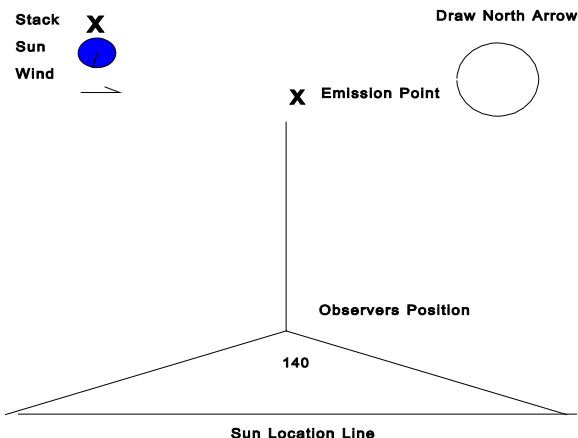 Stack X
Sun
Wind
Draw North Arrow
X Emission Point
Observers Position
140
Sun Location Line